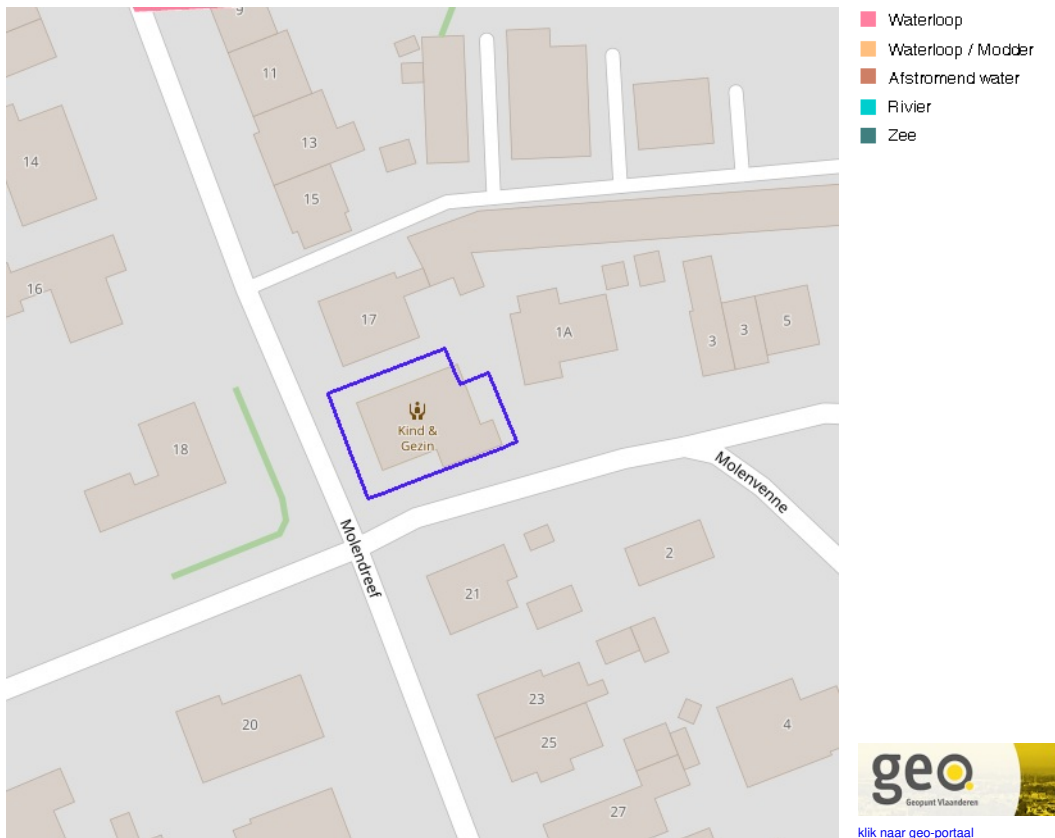 9
11
13
14
15
16
17
1A
3
3
5
Kind &
Gezin
18
Molenvenne
Molendreef
2
21
23
25
20
4
27
Waterloop
Waterloop / Modder
Afstromend water
Rivier
Zee
geo
Geopunt Vlaanderen
klik naar geo-portaal